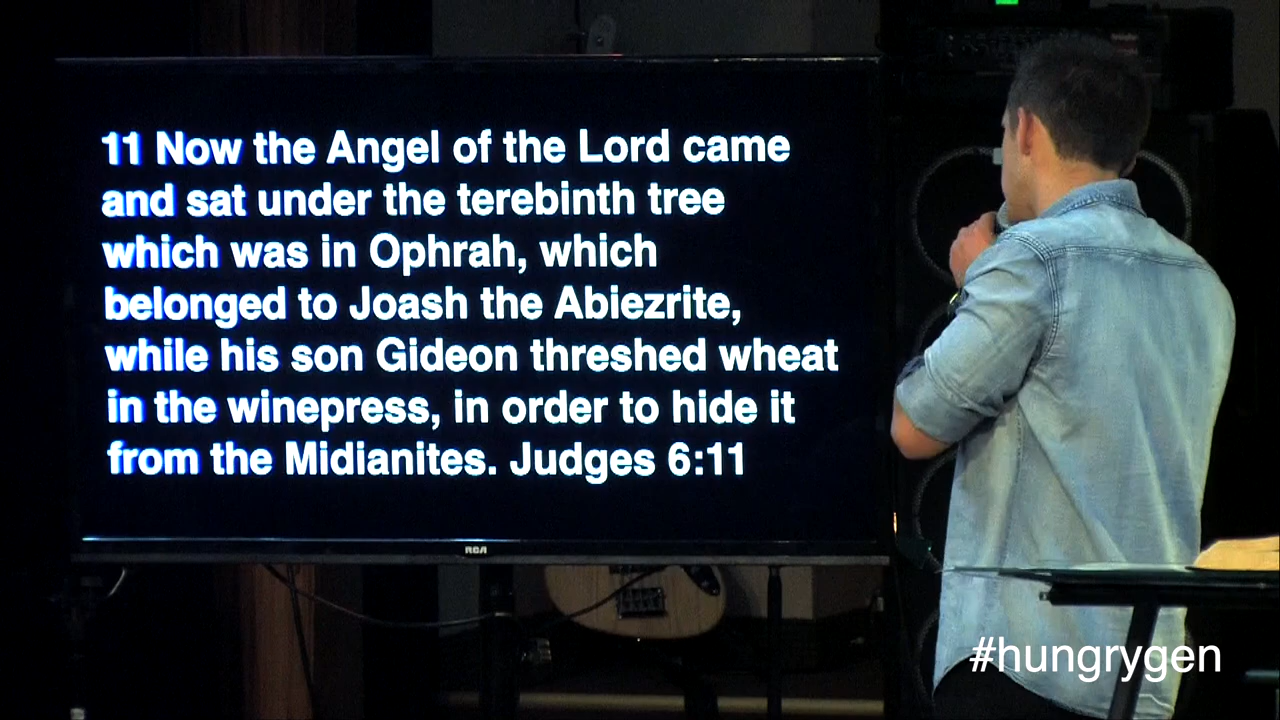 11 Now the Angel of the Lord came
and sat under the terebinth tree
which was in Ophrah, which
belonged to Joash the Abiezrite,
while his son Gideon threshed wheat
in the winepress, in order to hide it
from the Midianites. Judges 6:11
RCA
#hungrygen